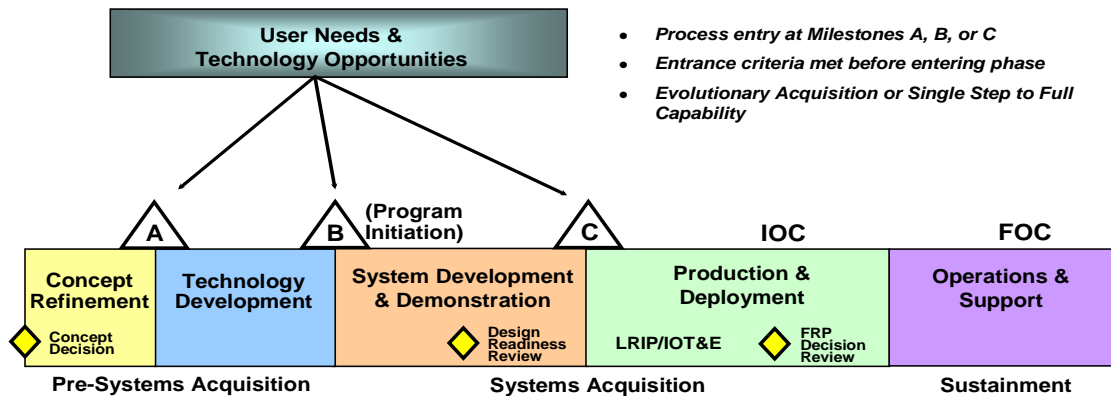 User Needs &
Technology Opportunities
• Process entry at Milestones A, B, or C
• Entrance criteria met before entering phase
• Evolutionary Acquisition or Single Step to Full
Capability
A
B
(Program
Initiation)
C
IOC
FOC
Concept
Refinement
Technology
Development
System Development
& Demonstration
Production &
Deployment
Operations &
Support
Concept
Decision
Design
Readiness
Review
LRIP/IOT&E
FRP
Decision
Review
Pre-Systems Acquisition
Systems Acquisition
Sustainment